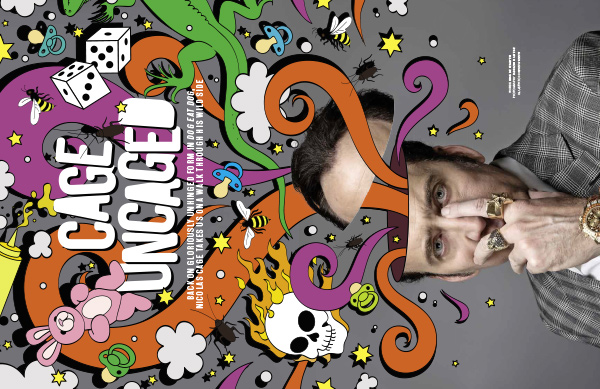 CAGE
UNCAGED
BACK ON GLORIOUSLY UNHINGED FORM IN DOG EAT DOG,
NICOLAS CAGE TAKES US ON A WALK THROUGH HIS WILD SIDE